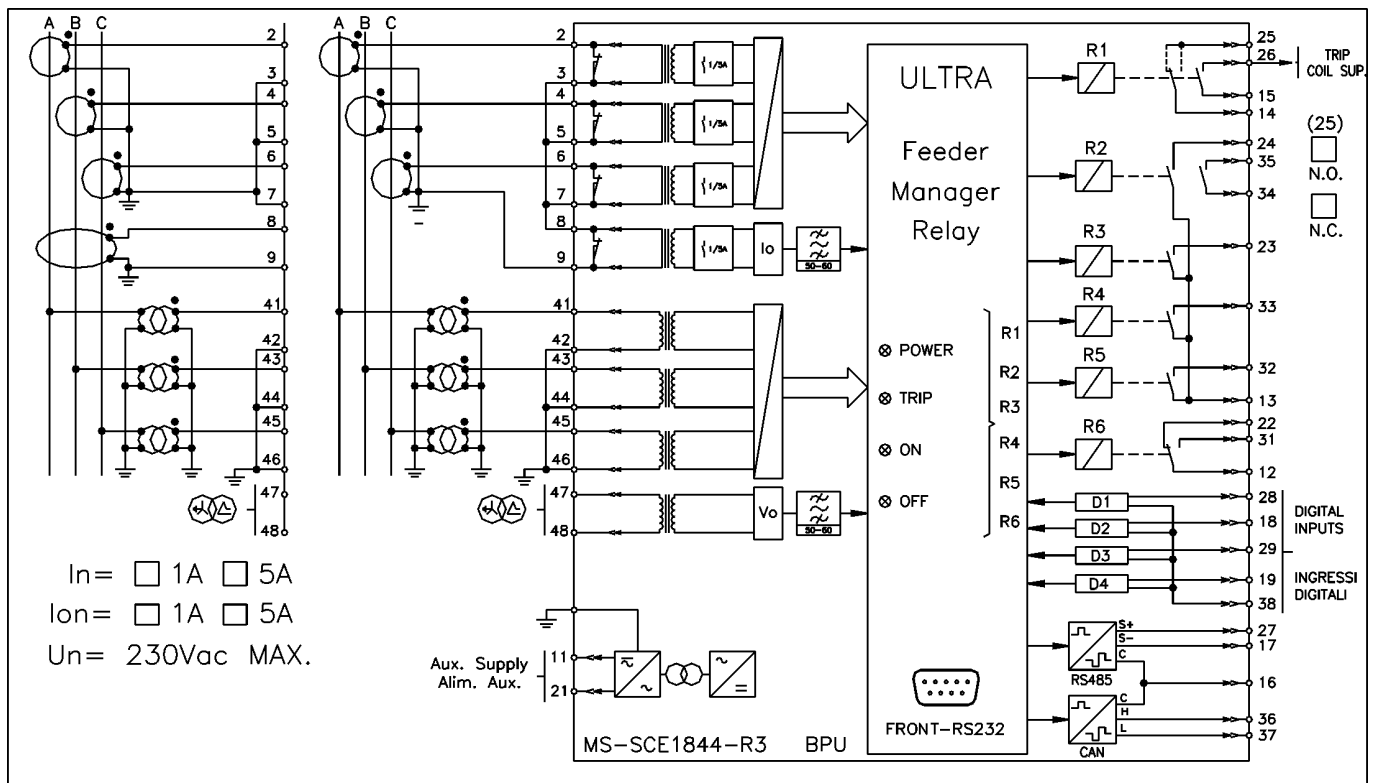 A B C
2
3
4
5
6
7
8
9
41
42
43
44
45
46
47
48
In= 1A 5A
Ion= 1A 5A
Un= 230Vac MAX.
A B C
2
3
4
5
6
7
8
9
41
42
43
44
45
46
47
48
Aux. Supply
Alim. Aux.
11
21
1/5A
1/5A
1/5A
1/5A
Io
50-60
Vo
50-60
MS-SCE1844-R3 BPU
ULTRA
Feeder
Manager
Relay
POWER
TRIP
ON
OFF
R1
R2
R3
R4
R5
R6
FRONT-RS232
R1
R2
R3
R4
R5
R6
D1
D2
D3
D4
S+
S-
C
RS485
C
H
L
CAN
25
26
15
14
24
35
34
23
33
32
13
22
31
12
28
18
29
19
38
27
17
16
36
37
TRIP
COIL SUP.
(25)
N.O.
N.C.
DIGITAL
INPUTS
INGRESSI
DIGITALI